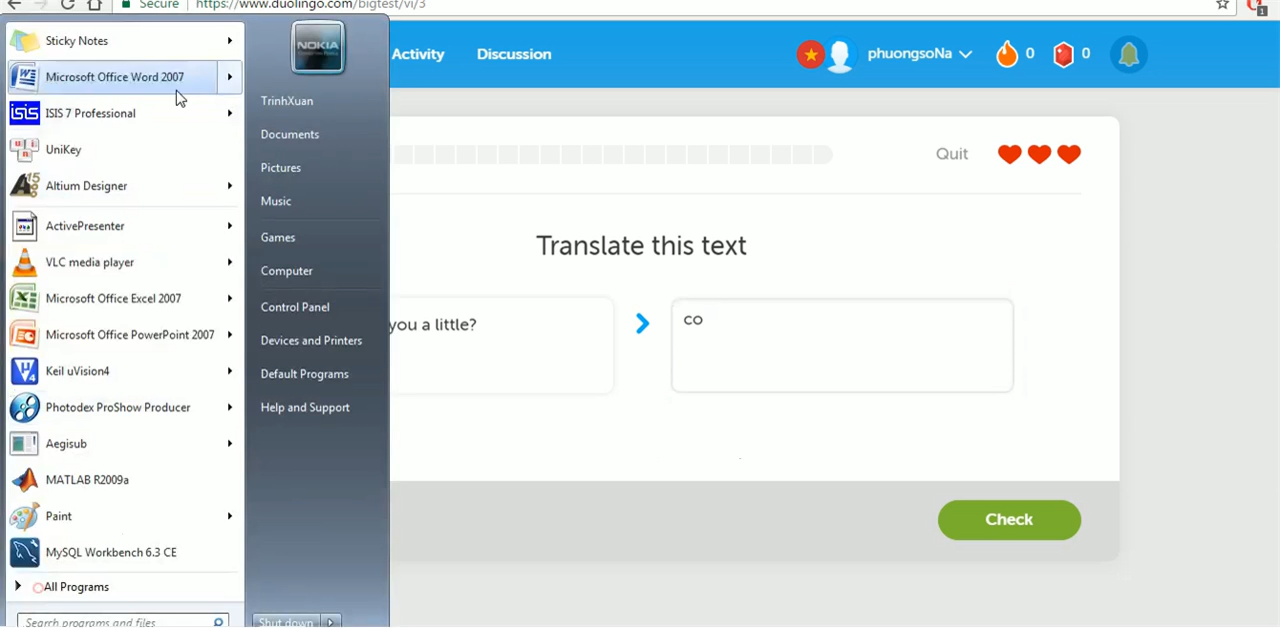 Secure https://www.duolingo.com/bigtest/vi/3
1
Sticky Notes
Microsoft Office Word 2007
ISIS 7 Professional
UniKey
Altium Designer
ActivePresenter
VLC media player
Microsoft Office Excel 2007
Microsoft Office PowerPoint 2007
Keil uVision4
Photodex ProShow Producer
Aegisub
MATLAB R2009a
Paint
MySQL Workbench 6.3 CE
All Programs
Search programs and files
NOKIA
TrinhXuan
Documents
Pictures
Music
Games
Computer
Control Panel
Devices and Printers
Default Programs
Help and Support
Shut down
Activity Discussion phuongsoNa 0 0
Quit
Translate this text
you a little?
co
Check